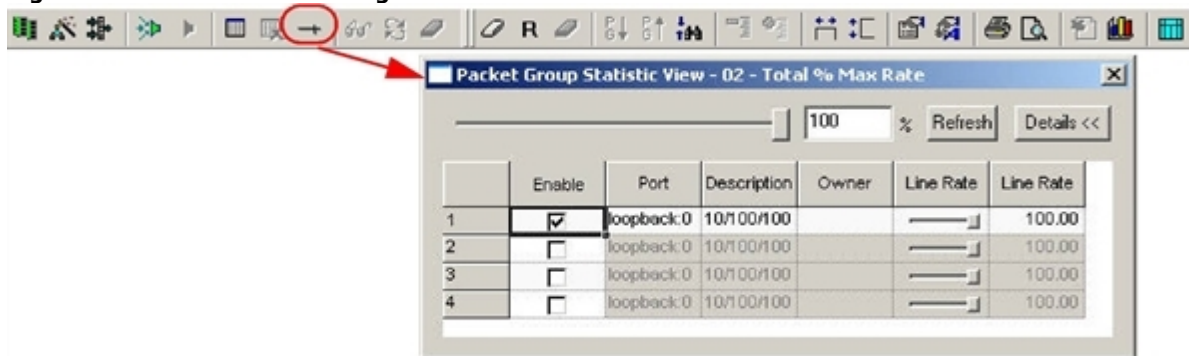 R
Packet Group Statistic View - 02 - Total % Max Rate
100 % Refresh Details <<
Enable Port Description Owner Line Rate Line Rate
1 loopback:0 10/100/100 100.00
2 loopback:0 10/100/100 100.00
3 loopback:0 10/100/100 100.00
4 loopback:0 10/100/100 100.00